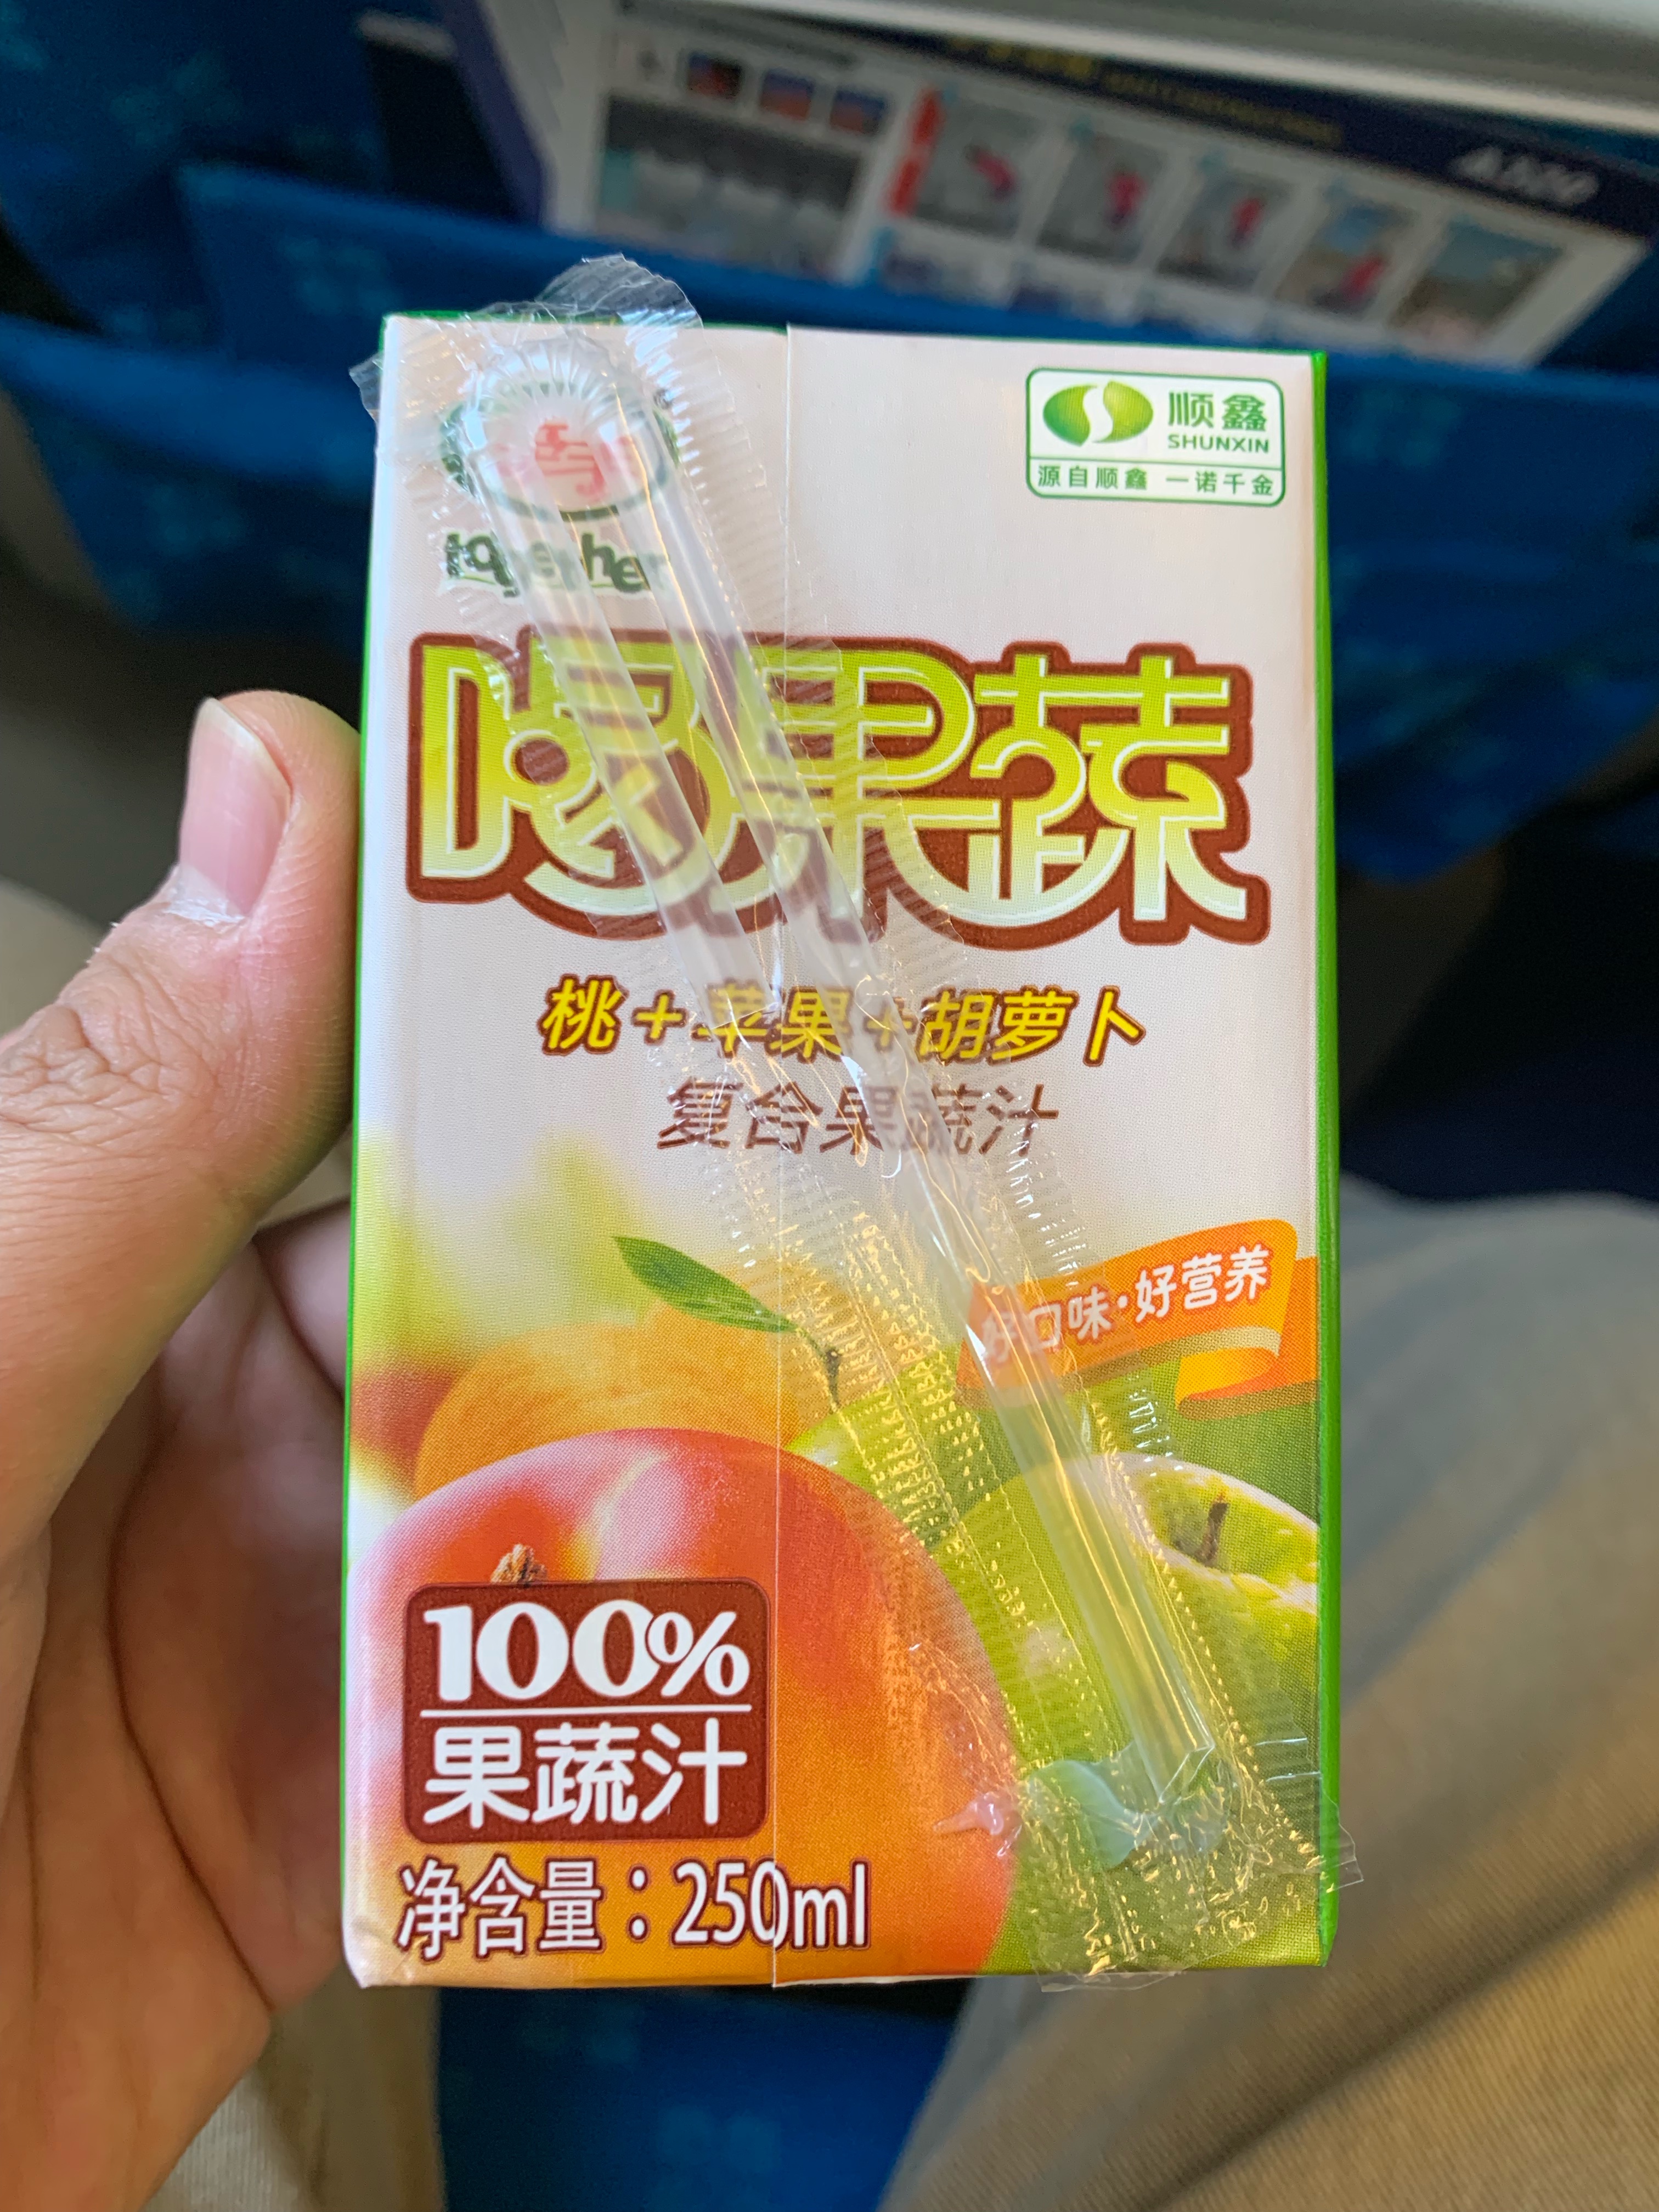 顺鑫
SHUNXIN
源自顺鑫 一诺千金
together
喝果蔬
桃+苹果+胡萝卜
复合果蔬汁
好口味·好营养
100%
果蔬汁
净含量：250ml